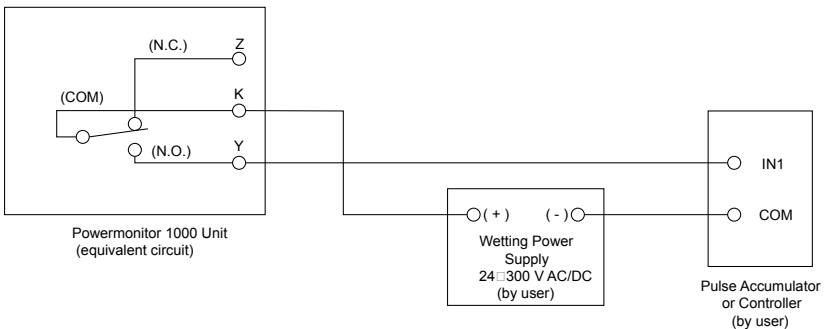 (N.C.)
Z
(COM)
K
(N.O.)
Y
IN1
(+) (-)
COM
Powermonitor 1000 Unit
(equivalent circuit)
Wetting Power
Supply
24□300 V AC/DC
(by user)
Pulse Accumulator
or Controller
(by user)